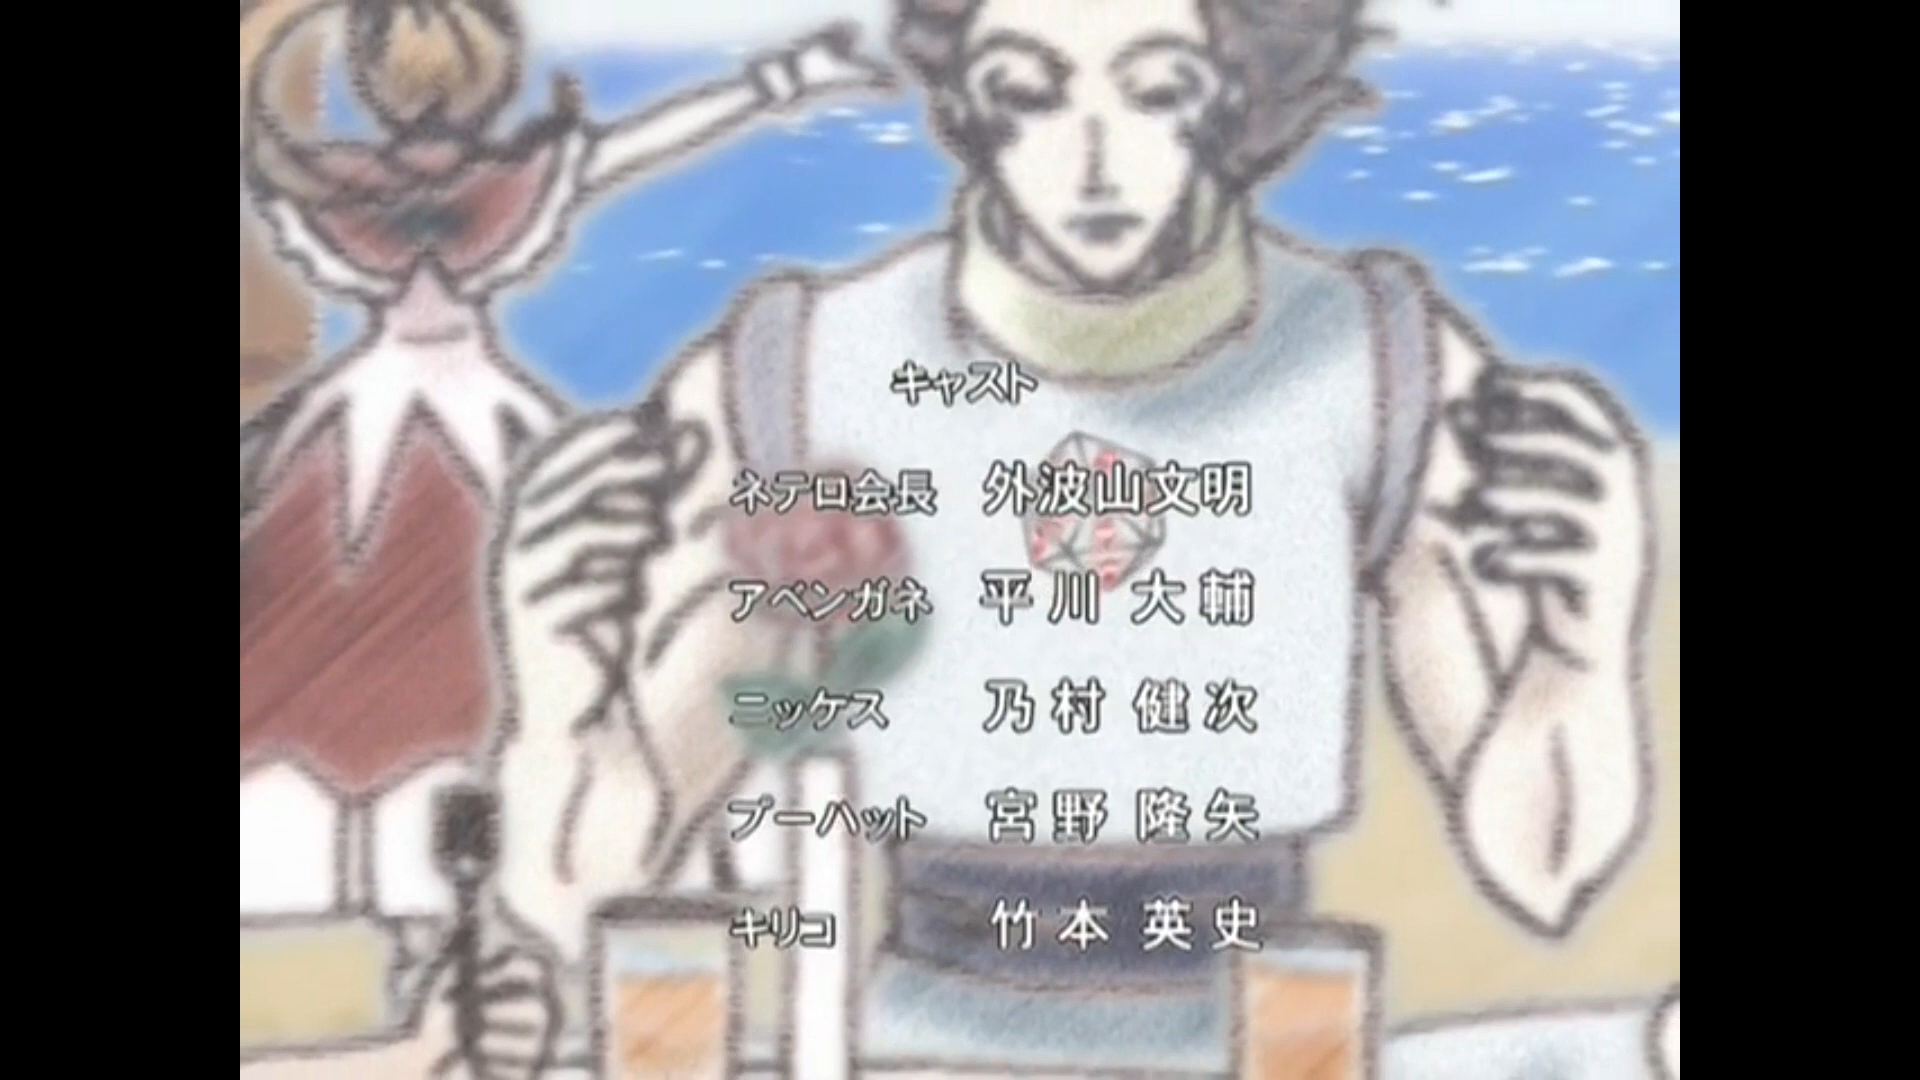 キャスト
ネテロ会長 外波山文明
アベンガネ 平川 大輔
ニッケス 乃村 健次
プーハット 宮野 隆矢
キリコ 竹本 英史